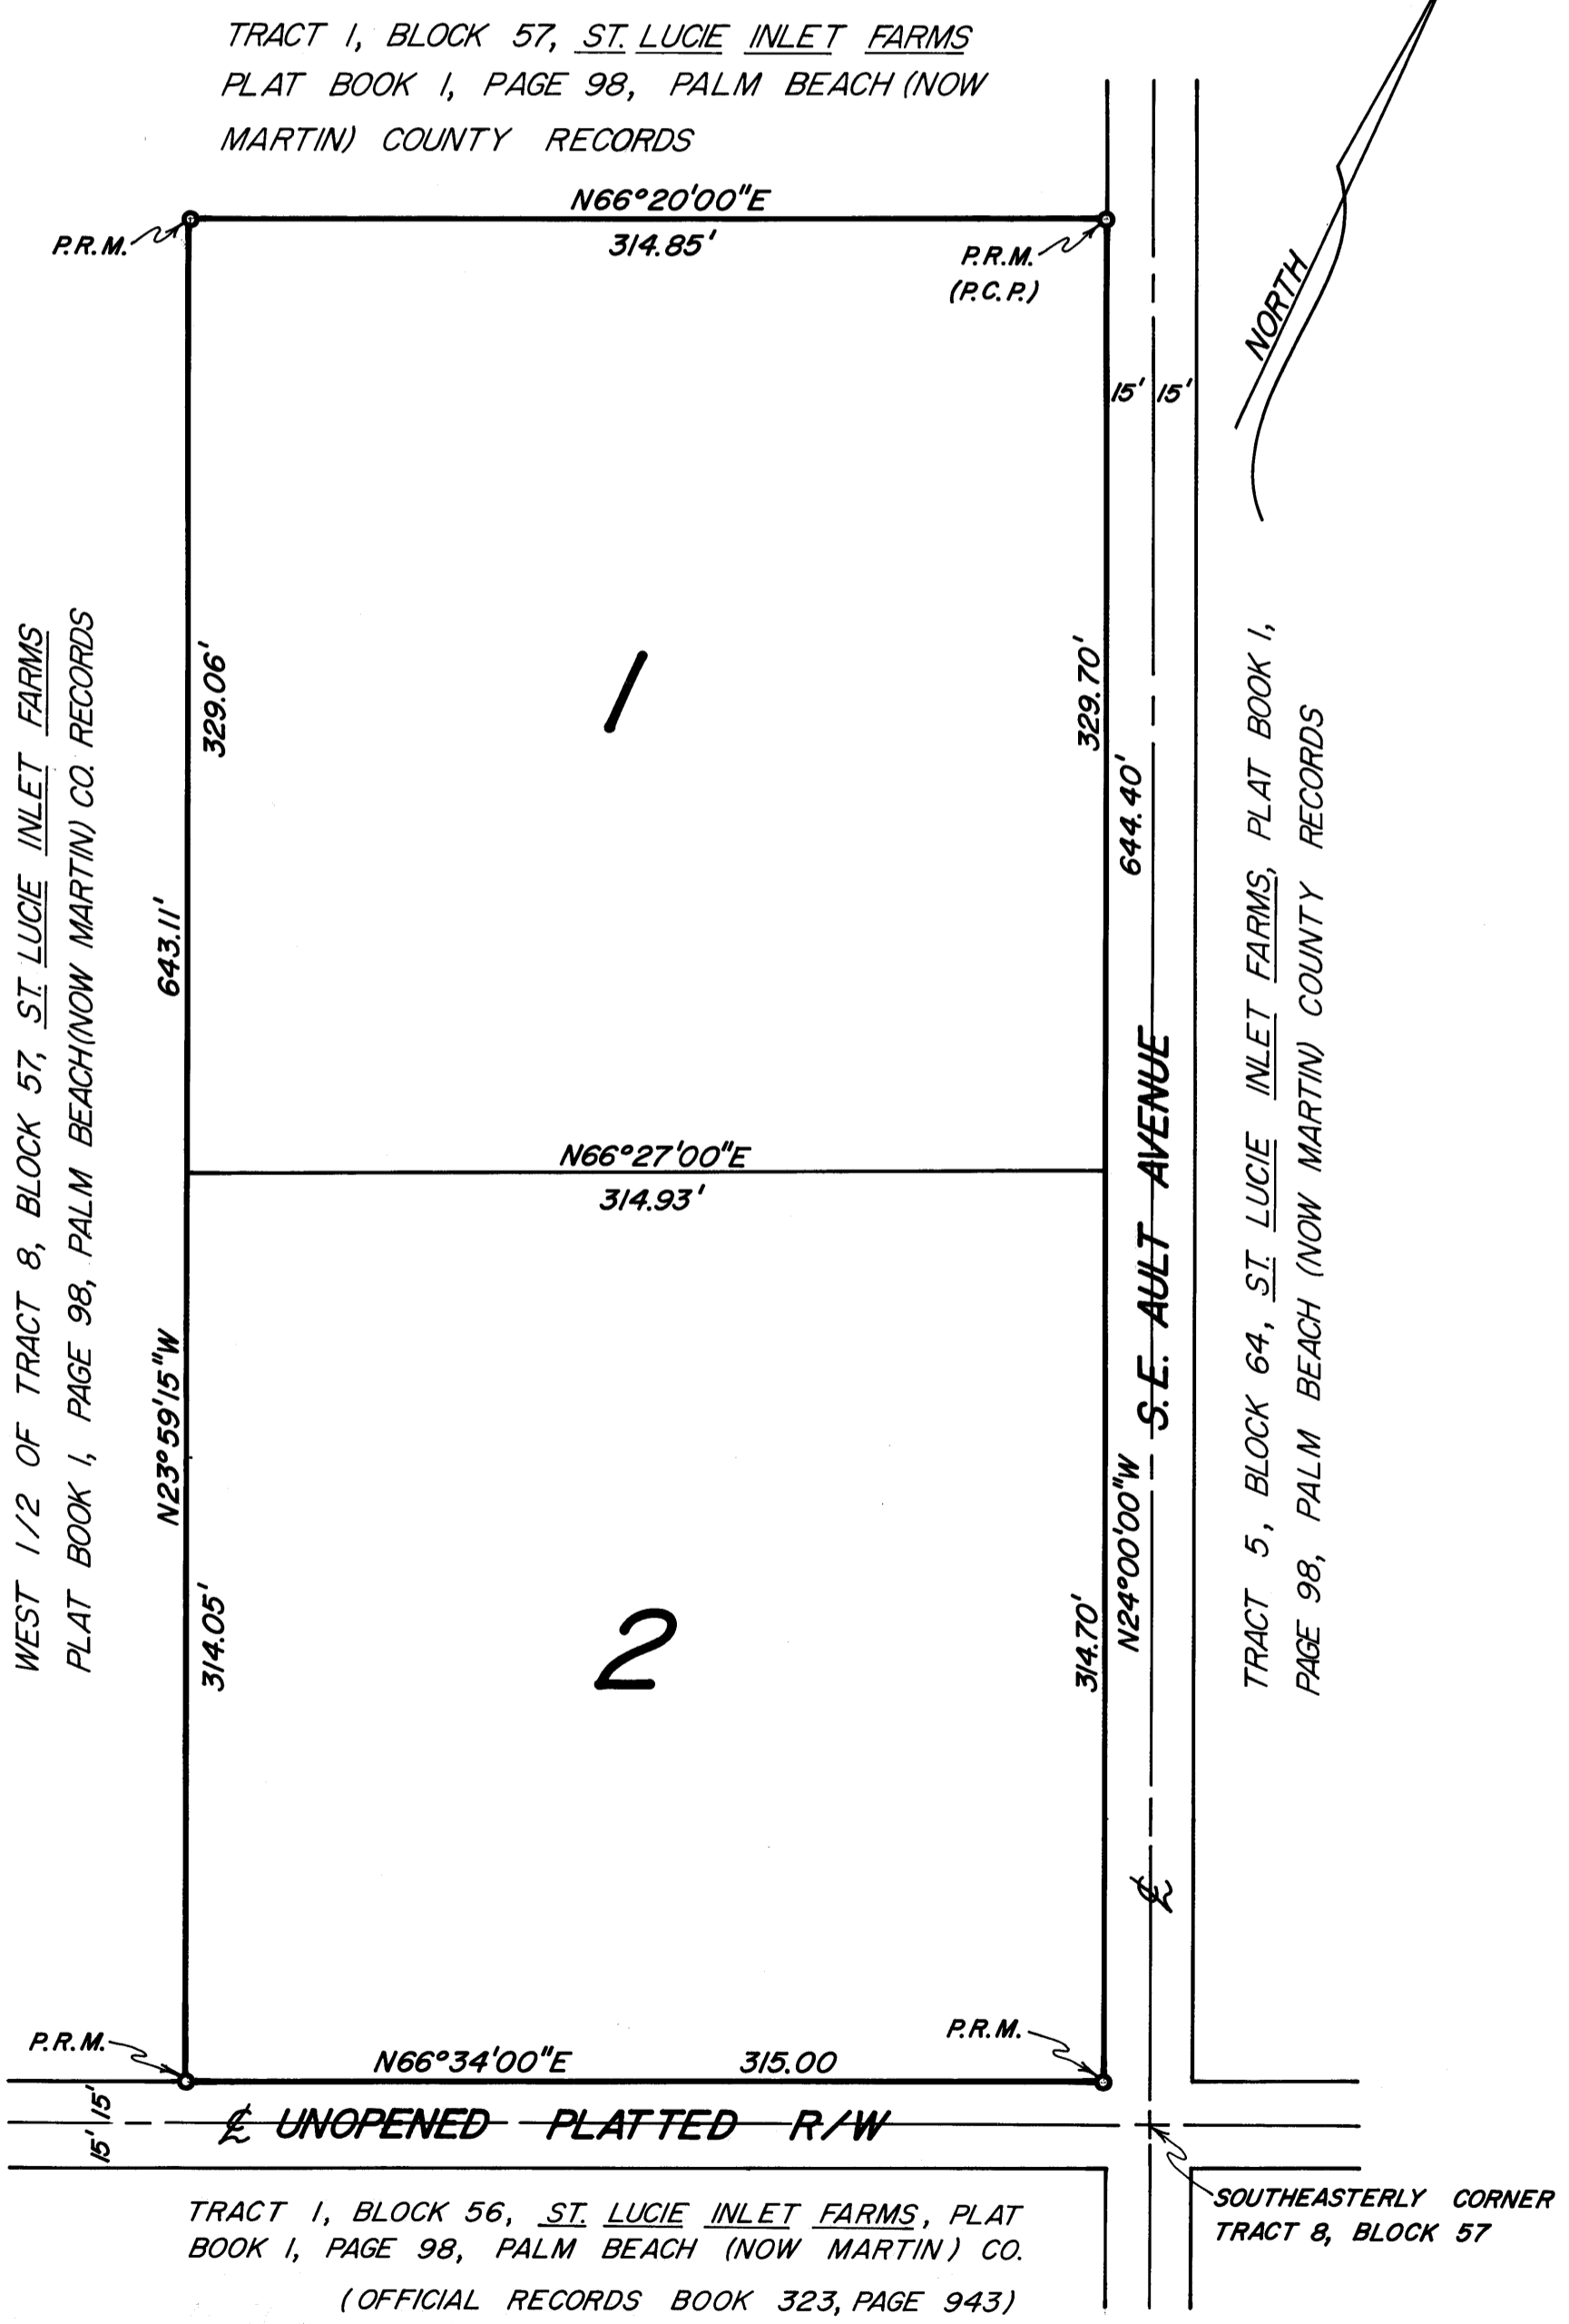 TRACT 1, BLOCK 57, ST. LUCIE INLET FARMS
PLAT BOOK 1, PAGE 98, PALM BEACH (NOW
MARTIN) COUNTY RECORDS
N66°20'00"E
314.85'
P.R.M.
P.R.M.
(P.C.P.)
NORTH
15' 15'
329.06'
1
329.70'
644.40'
643.11'
WEST 1/2 OF TRACT 8, BLOCK 57, ST. LUCIE INLET FARMS
PLAT BOOK 1, PAGE 98, PALM BEACH(NOW MARTIN) CO. RECORDS
TRACT 5, BLOCK 64, ST. LUCIE INLET FARMS, PLAT BOOK 1,
PAGE 98, PALM BEACH (NOW MARTIN) COUNTY RECORDS
S.E. AULT AVENUE
N66°27'00"E
314.93'
N23°59'15"W
N24°00'00"W
314.05'
2
314.70'
℄
P.R.M.
P.R.M.
N66°34'00"E 315.00
15' 15'
℄ UNOPENED PLATTED R/W
SOUTHEASTERLY CORNER
TRACT 8, BLOCK 57
TRACT 1, BLOCK 56, ST. LUCIE INLET FARMS, PLAT
BOOK 1, PAGE 98, PALM BEACH (NOW MARTIN) CO.
(OFFICIAL RECORDS BOOK 323, PAGE 943)